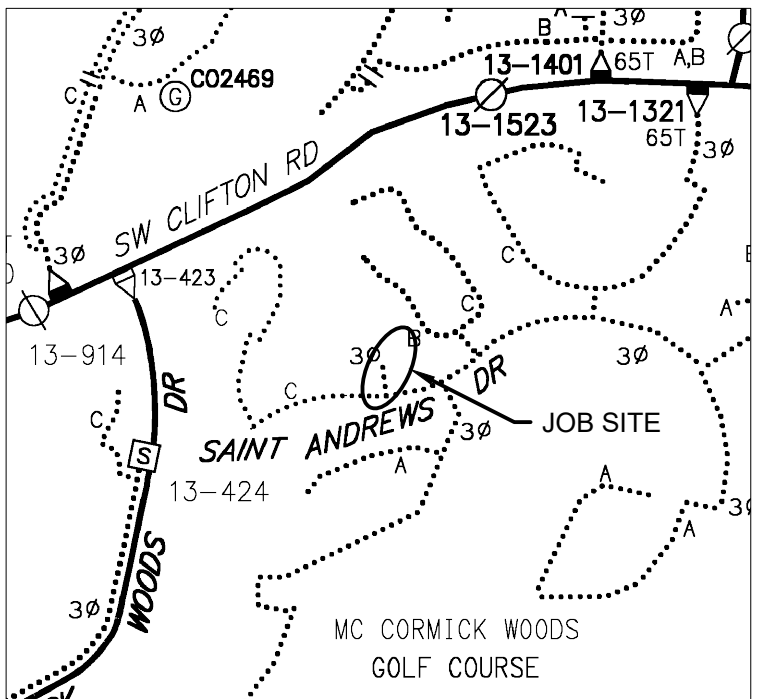 3Ø
A
3Ø
B
13-1401
65T
A,B
C
A
G
CO2469
13-1523
13-1321
65T
3Ø
SW CLIFTON RD
C
3Ø
13-423
C
C
A
13-914
3Ø
B
3Ø
DR
DR
C
C
JOB SITE
SAINT ANDREWS
3Ø
S
A
13-424
A
3Ø
A
WOODS
3Ø
MC CORMICK WOODS
GOLF COURSE